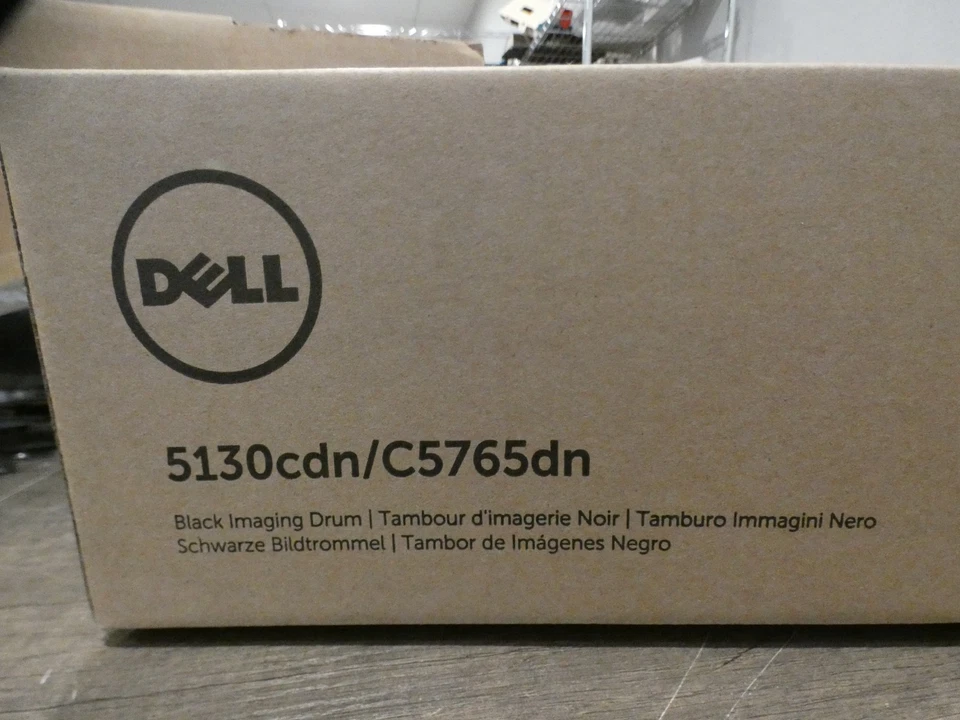 DELL
5130cdn/C5765dn
Black Imaging Drum | Tambour d'imagerie Noir | Tamburo Immagini Nero
Schwarze Bildtrommel | Tambor de Imágenes Negro